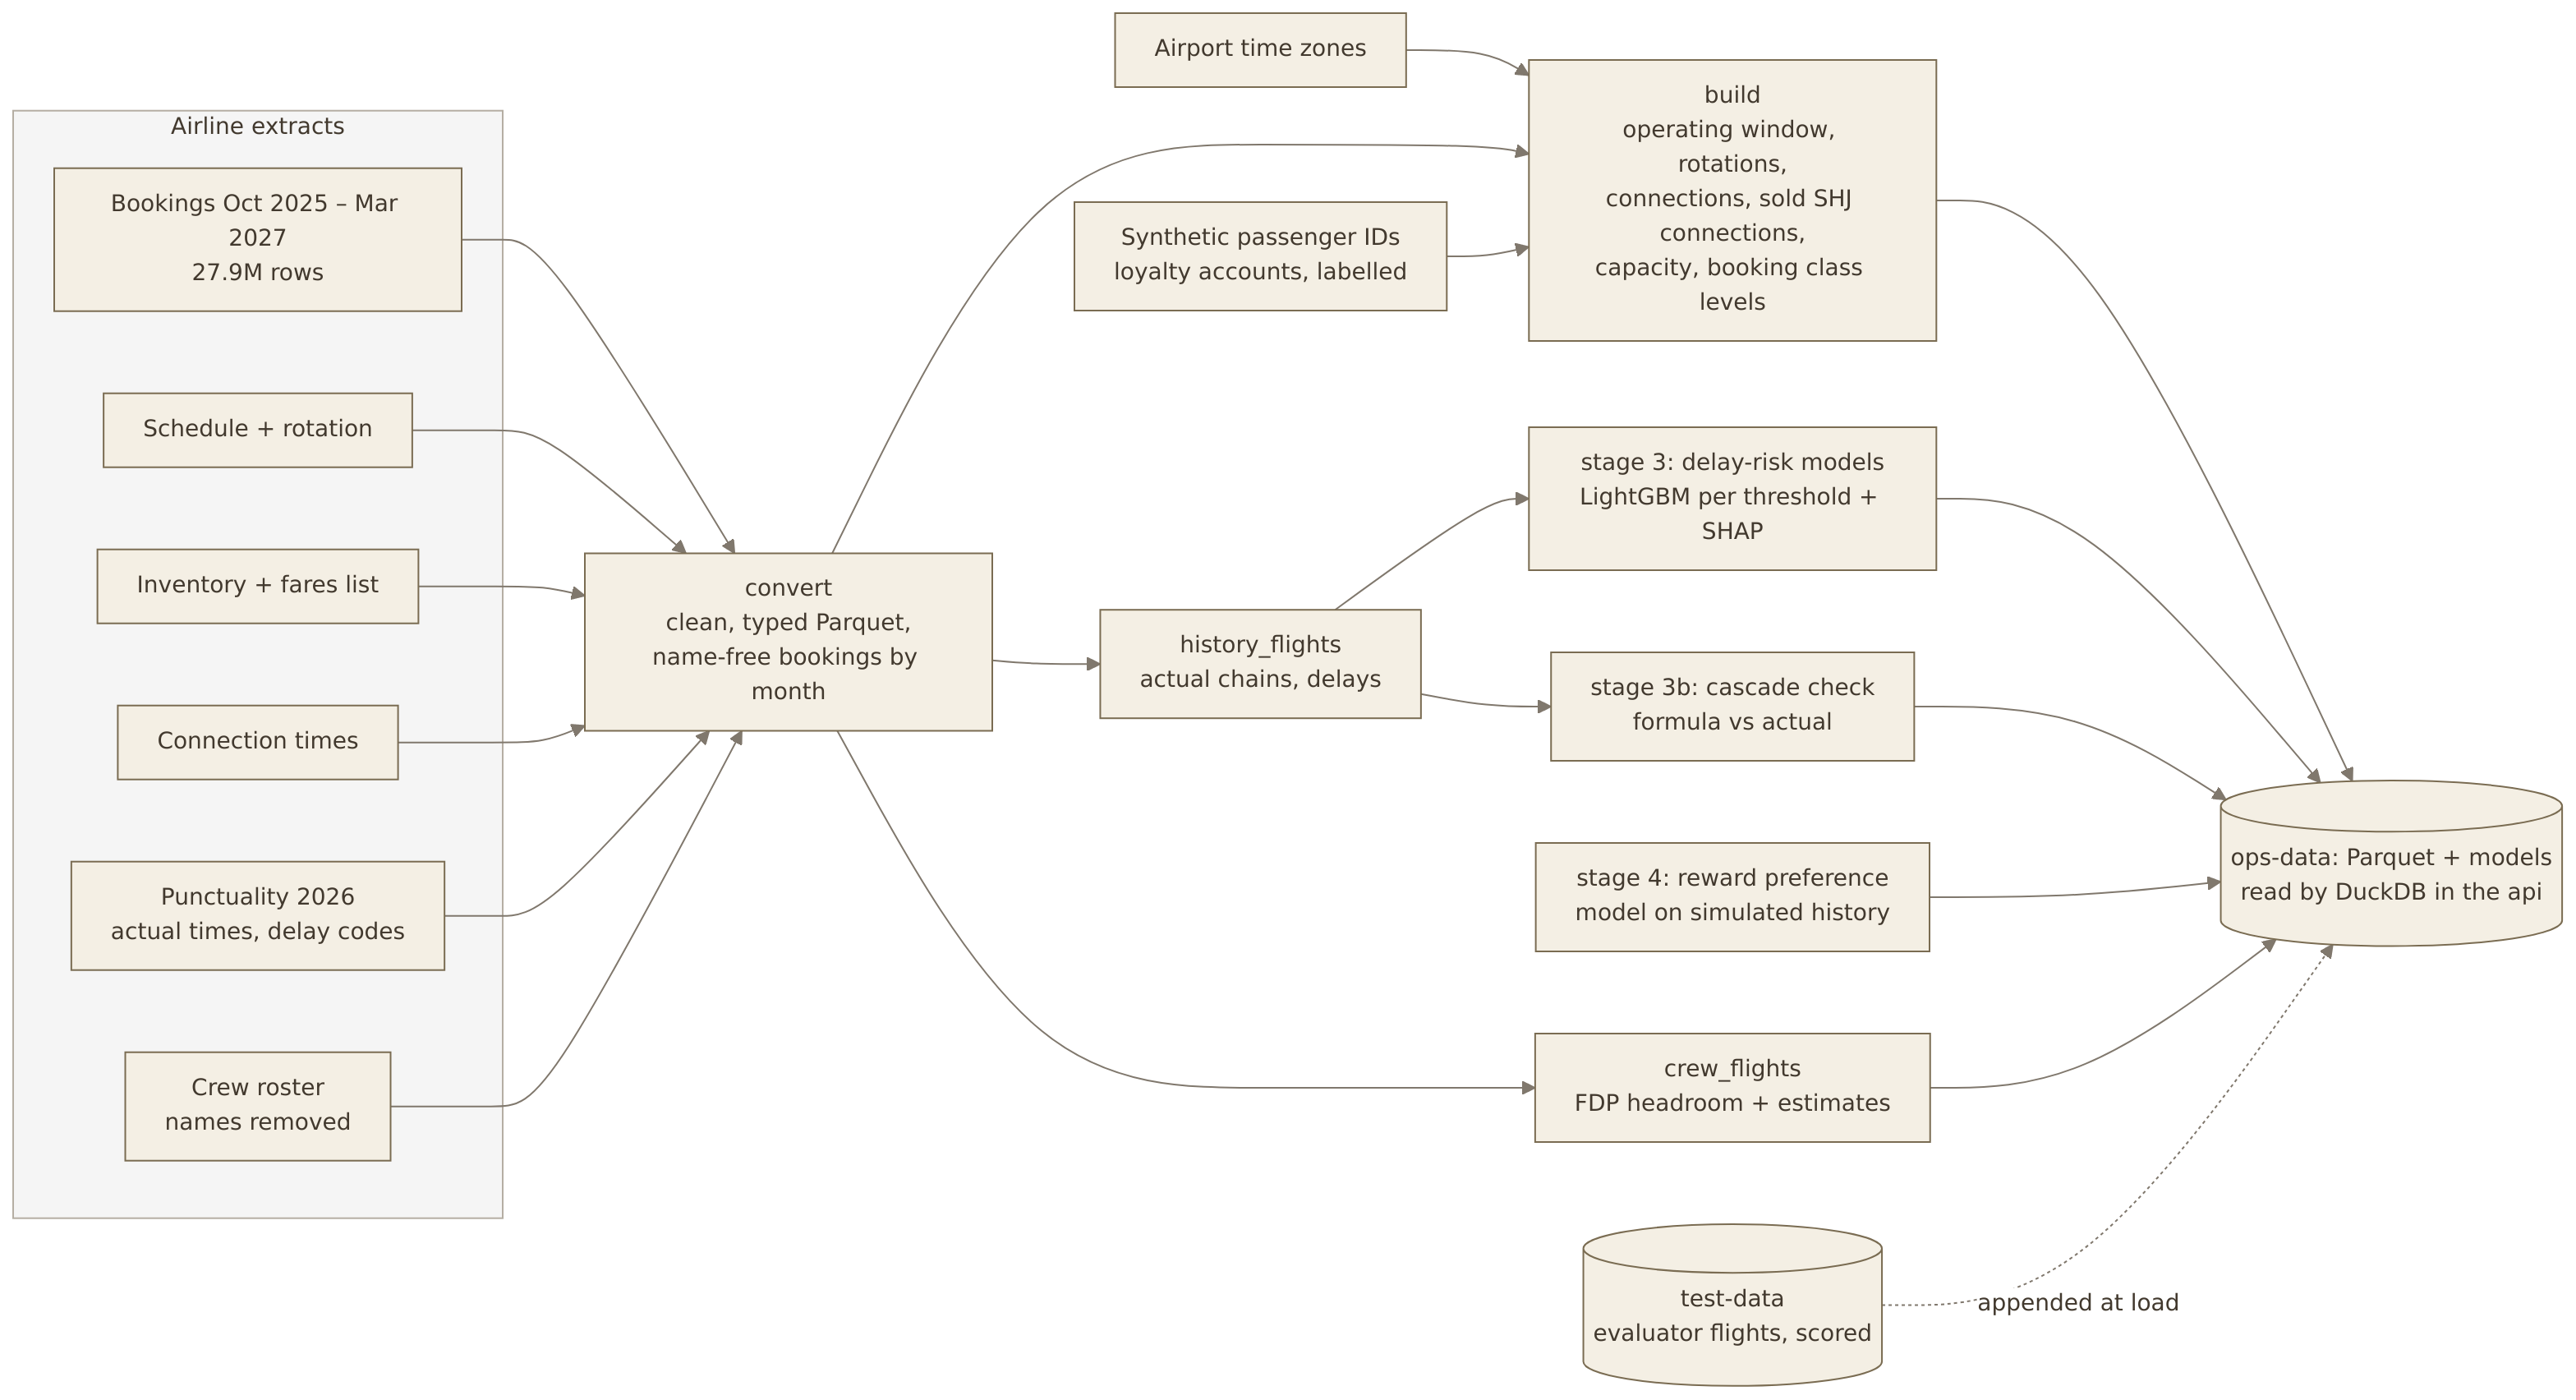 Airline extracts
Bookings Oct 2025 – Mar
2027
27.9M rows
Schedule + rotation
Inventory + fares list
Connection times
Punctuality 2026
actual times, delay codes
Crew roster
names removed
convert
clean, typed Parquet,
name-free bookings by
month
Airport time zones
Synthetic passenger IDs
loyalty accounts, labelled
history_flights
actual chains, delays
build
operating window,
rotations,
connections, sold SHJ
connections,
capacity, booking class
levels
stage 3: delay-risk models
LightGBM per threshold +
SHAP
stage 3b: cascade check
formula vs actual
stage 4: reward preference
model on simulated history
crew_flights
FDP headroom + estimates
test-data
evaluator flights, scored
appended at load
ops-data: Parquet + models
read by DuckDB in the api